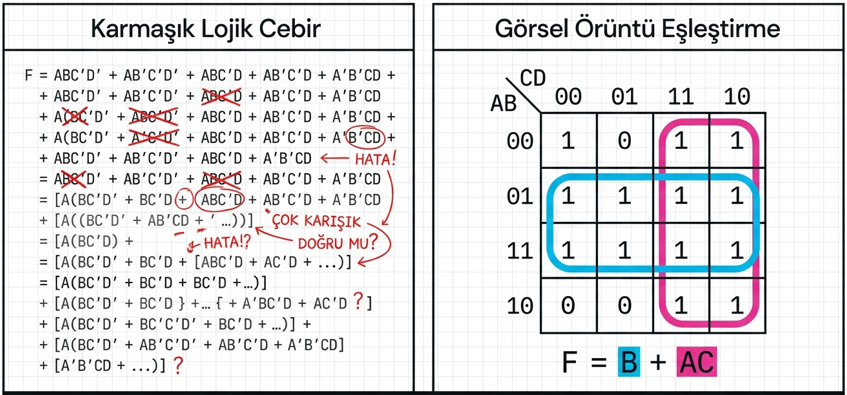 Karmaşık Lojik Cebir
F = ABC'D' + AB'C'D' + ABC'D + AB'C'D + A'B'CD +
+ ABC'D' + AB'C'D' + ABC'D + AB'C'D + A'B'CD
+ A(BC'D' + ABC'D' + ABC'D + AB'C'D + A'B'CD +
+ A(BC'D' + A'C'D' + ABC'D + AB'C'D + A'B'CD +
+ ABC'D' + AB'C'D' + ABC'D + A'B'CD ← HATA!
= ABC'D' + AB'C'D' + ABC'D + AB'C'D + A'B'CD
= [A(BC'D' + BC'D + ABC'D + AB'C'D + A'B'CD
+ [A((BC'D' + AB'CD + ' …))] ÇOK KARIŞIK
= [A(BC'D) + HATA!? DOĞRU MU?
= [A(BC'D' + BC'D + [ABC'D + AC'D + ...)]
= [A(BC'D' + BC'D + BC'D +…)]
+ [A(BC'D' + BC'D } +… { + A'BC'D + AC'D ?]
+ [A(BC'D' + BC'C'D' + BC'D + …)] +
+ [A(BC'D' + AB'C'D' + AB'C'D + A'B'CD]
+ [A'B'CD + ...)] ?
Görsel Örüntü Eşleştirme
CD
AB 00 01 11 10
00 1 0 1 1
01 1 1 1 1
11 1 1 1 1
10 0 0 1 1
F = B + AC